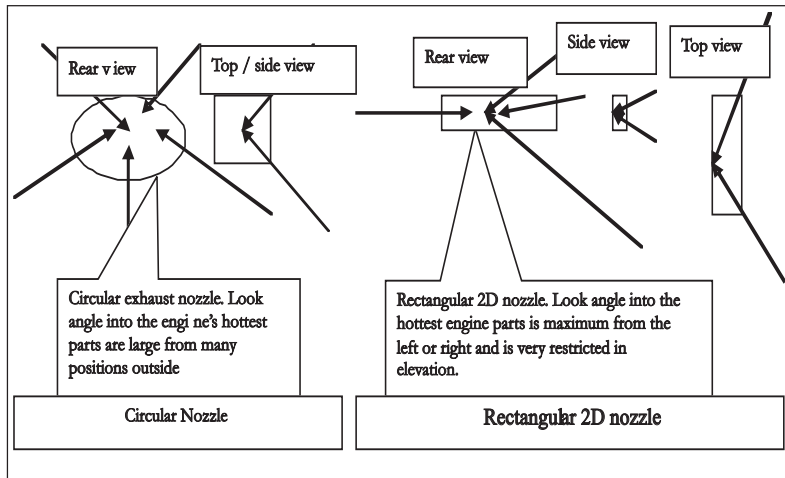 Rear v iew
Top / side view
Circular exhaust nozzle. Look
angle into the engi ne's hottest
parts are large from many
positions outside
Circular Nozzle
Rear view
Side view
Top view
Rectangular 2D nozzle. Look angle into the
hottest engine parts is maximum from the
left or right and is very restricted in
elevation.
Rectangular 2D nozzle